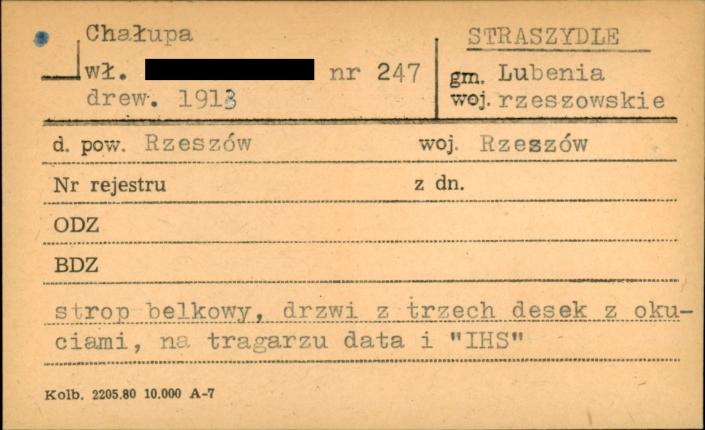 Chałupa
STRASZYDLE
wł. nr 247
gm. Lubenia
drew. 1913
woj. rzeszowskie
d. pow. Rzeszów woj. Rzeszów
Nr rejestru z dn.
ODZ
BDZ
strop belkowy, drzwi z trzech desek z oku-
ciami, na tragarzu data i "IHS"
Kolb. 2205.80 10.000 A-7